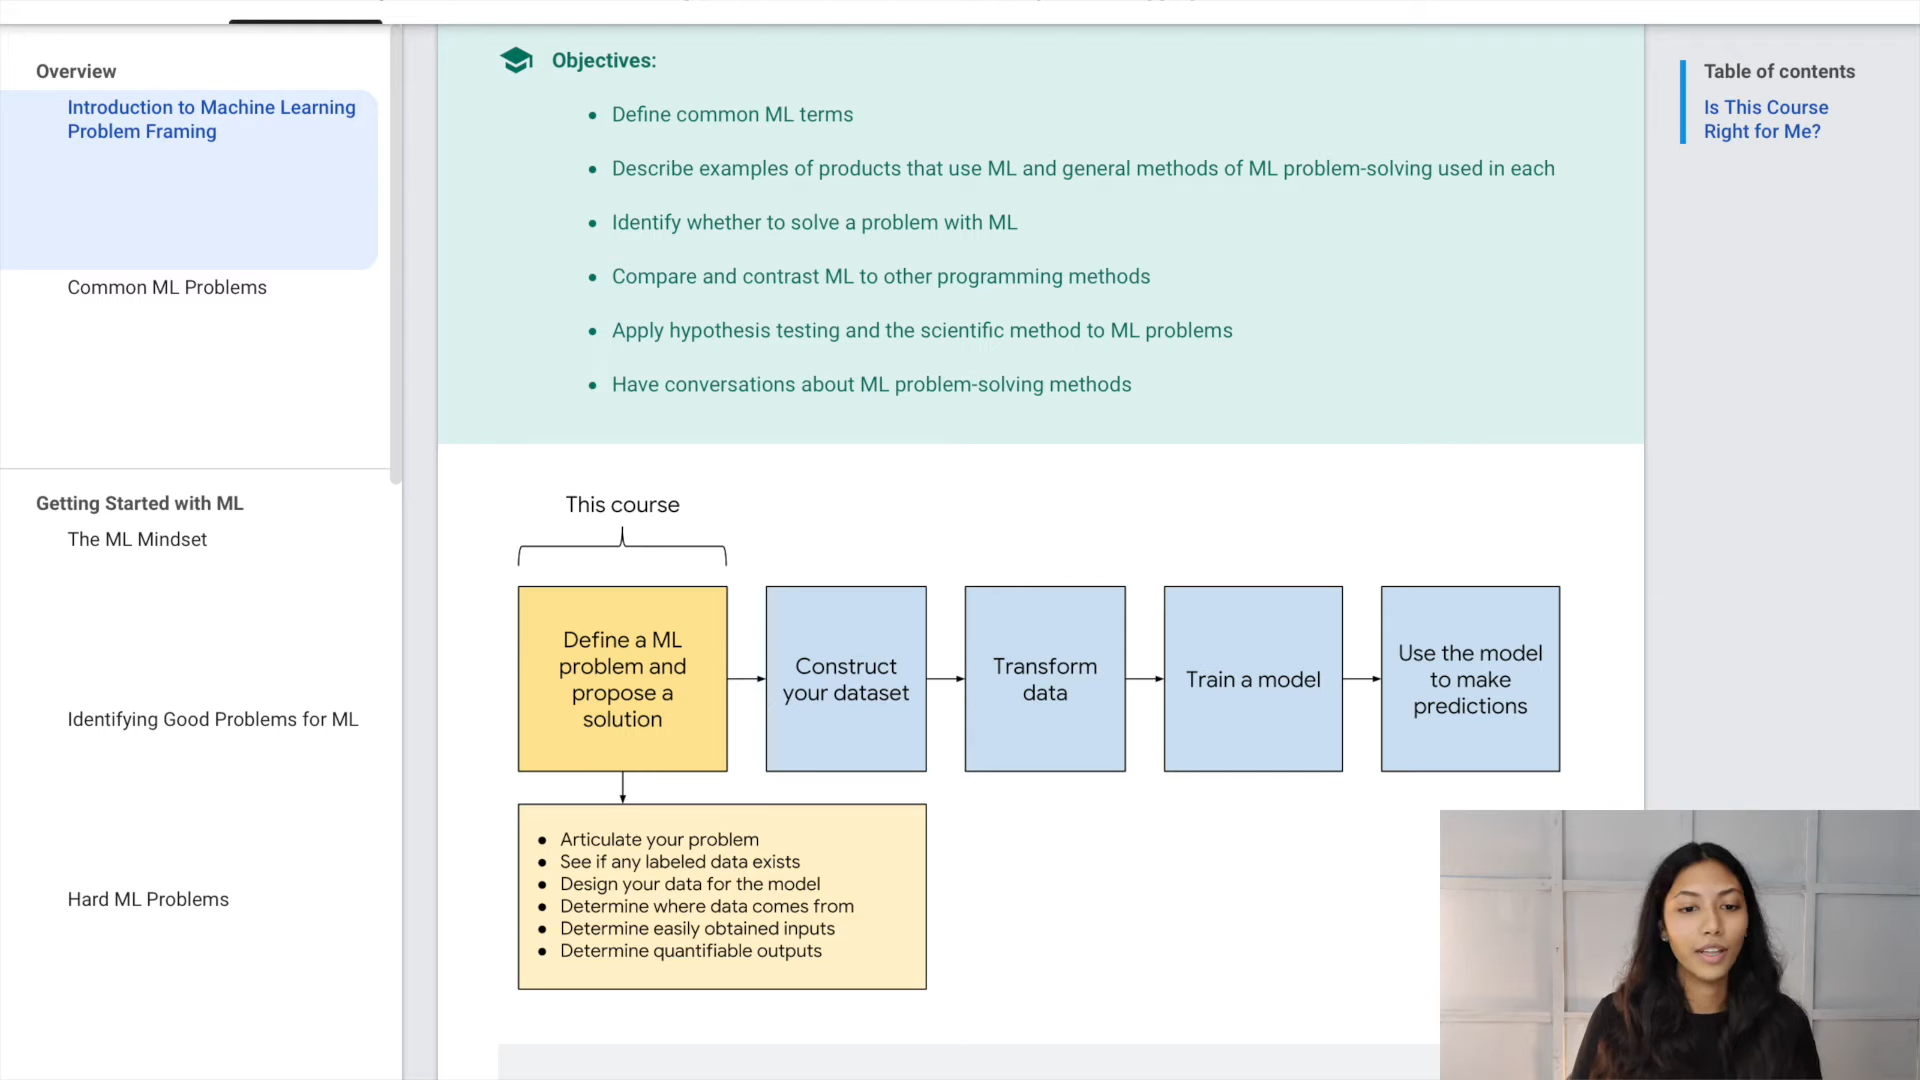 Overview
Introduction to Machine Learning
Problem Framing
Common ML Problems
Getting Started with ML
The ML Mindset
Identifying Good Problems for ML
Hard ML Problems
Objectives:
• Define common ML terms
• Describe examples of products that use ML and general methods of ML problem-solving used in each
• Identify whether to solve a problem with ML
• Compare and contrast ML to other programming methods
• Apply hypothesis testing and the scientific method to ML problems
• Have conversations about ML problem-solving methods
This course
Define a ML
problem and
propose a
solution
Construct
your dataset
Transform
data
Train a model
Use the model
to make
predictions
• Articulate your problem
• See if any labeled data exists
• Design your data for the model
• Determine where data comes from
• Determine easily obtained inputs
• Determine quantifiable outputs
Table of contents
Is This Course
Right for Me?